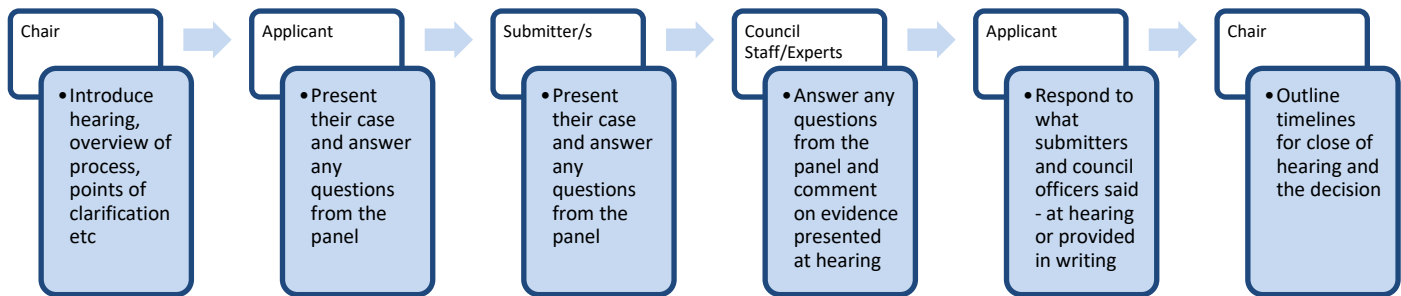 Chair
•Introduce
hearing,
overview of
process,
points of
clarification
etc
Applicant
•Present
their case
and answer
any
questions
from the
panel
Submitter/s
•Present
their case
and answer
any
questions
from the
panel
Council
Staff/Experts
•Answer any
questions
from the
panel and
comment
on evidence
presented
at hearing
Applicant
•Respond to
what
submitters
and council
officers said
- at hearing
or provided
in writing
Chair
•Outline
timelines
for close of
hearing and
the decision